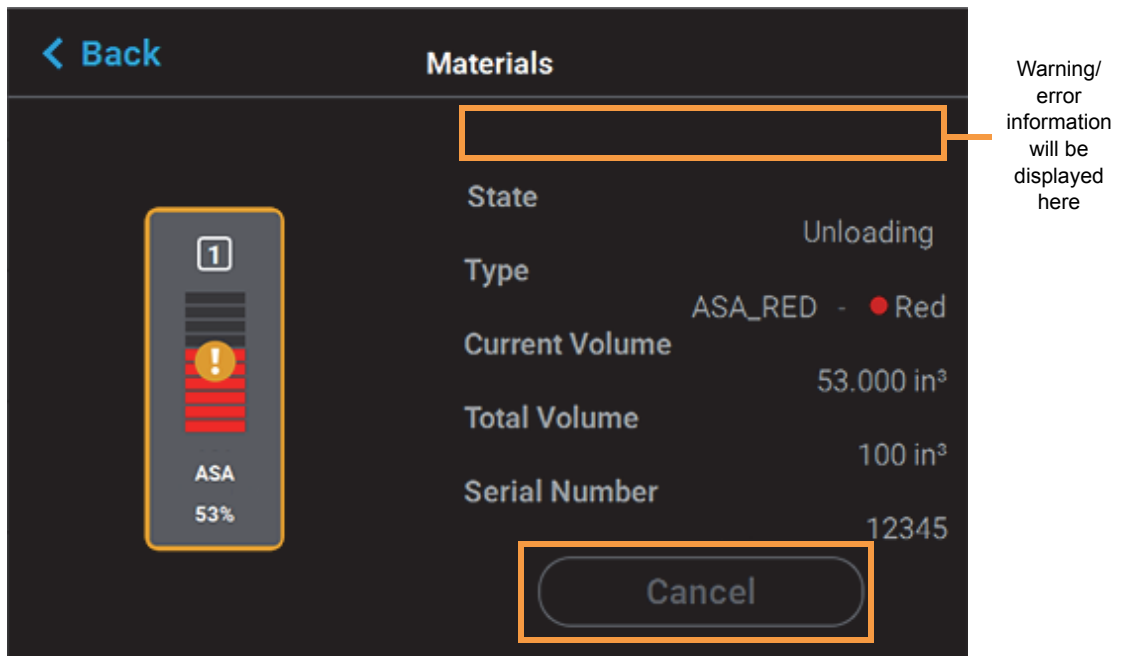 Back
Materials
Warning/
error
information
will be
displayed
here
State
Unloading
Type
ASA_RED - Red
Current Volume
53.000 in³
Total Volume
100 in³
Serial Number
12345
Cancel
1
!
ASA
53%